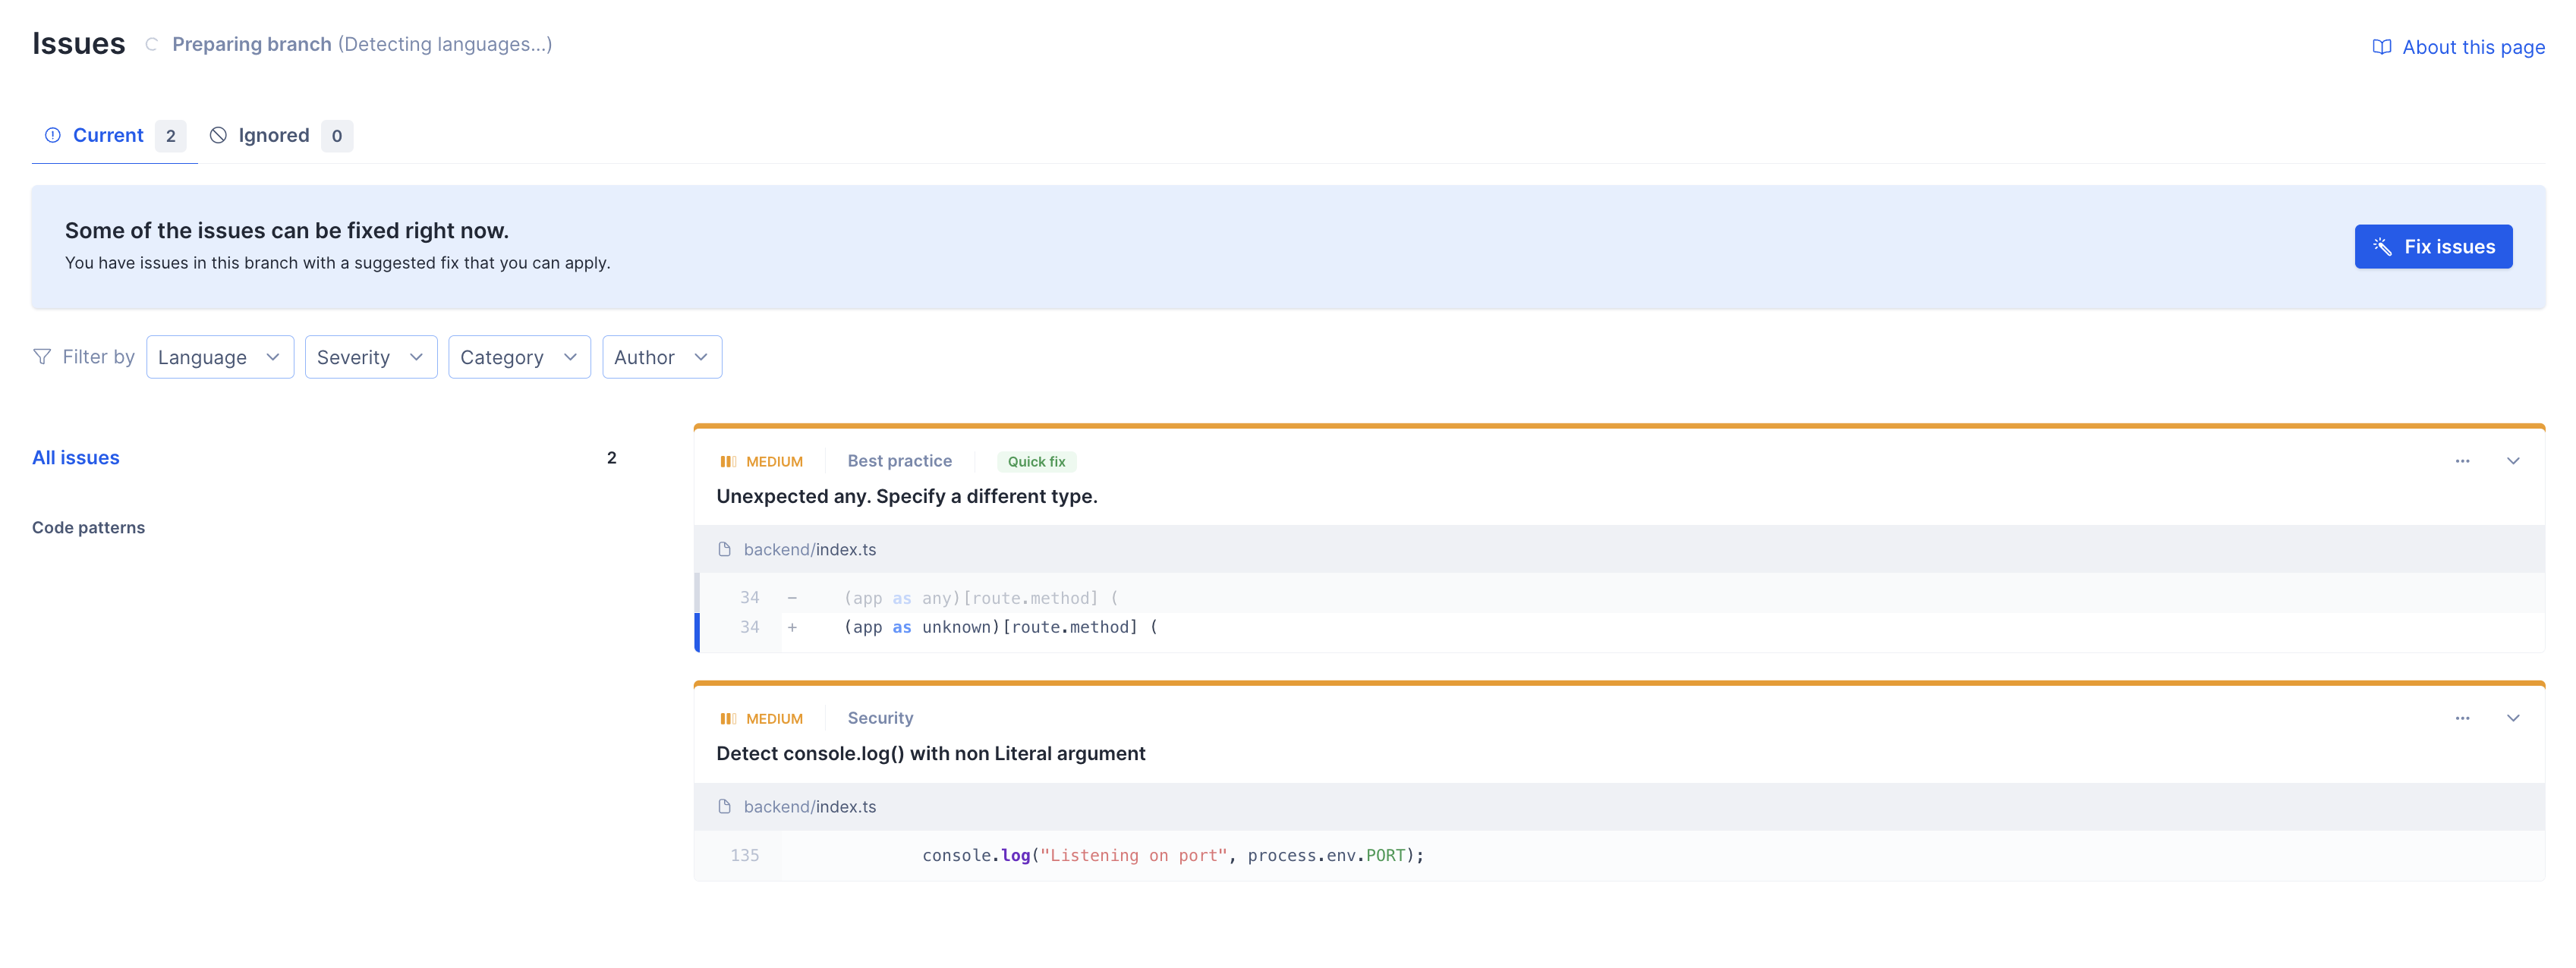 Issues Preparing branch (Detecting languages...)
About this page
Current 2 Ignored 0
Some of the issues can be fixed right now.
You have issues in this branch with a suggested fix that you can apply.
Fix issues
Filter by Language Severity Category Author
All issues 2
Code patterns
MEDIUM Best practice Quick fix
Unexpected any. Specify a different type.
backend/index.ts
34 − (app as any)[route.method] (
34 + (app as unknown)[route.method] (
MEDIUM Security
Detect console.log() with non Literal argument
backend/index.ts
135 console.log("Listening on port", process.env.PORT);